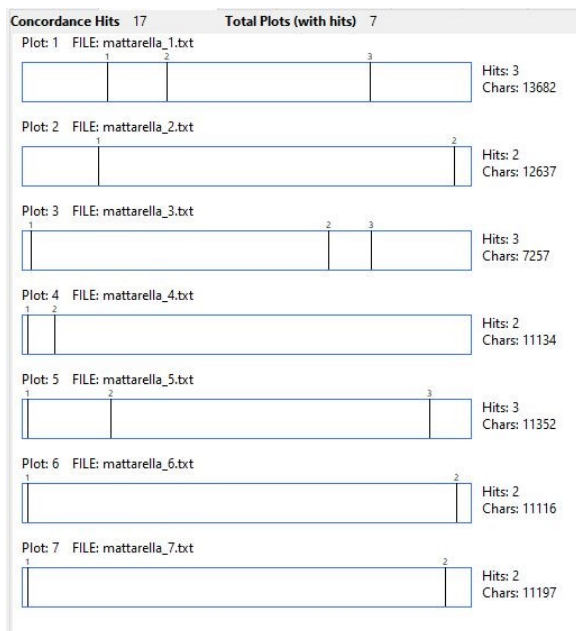 Concordance Hits 17 Total Plots (with hits) 7
Plot: 1 FILE: mattarella_1.txt
1 2 3
Hits: 3
Chars: 13682
Plot: 2 FILE: mattarella_2.txt
1 2
Hits: 2
Chars: 12637
Plot: 3 FILE: mattarella_3.txt
1 2 3
Hits: 3
Chars: 7257
Plot: 4 FILE: mattarella_4.txt
1 2
Hits: 2
Chars: 11134
Plot: 5 FILE: mattarella_5.txt
1 2 3
Hits: 3
Chars: 11352
Plot: 6 FILE: mattarella_6.txt
1 2
Hits: 2
Chars: 11116
Plot: 7 FILE: mattarella_7.txt
1 2
Hits: 2
Chars: 11197